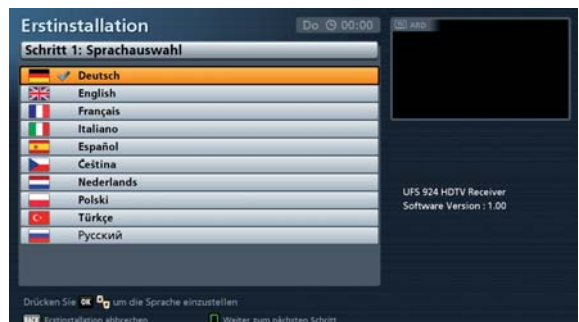 Erstinstallation
Do 00:00
ARD
Schritt 1: Sprachauswahl
Deutsch
English
Français
Italiano
Español
Čeština
Nederlands
Polski
Türkçe
Русский
UFS 924 HDTV Receiver
Software Version : 1.00
Drücken Sie OK um die Sprache einzustellen
BACK Erstinstallation abbrechen
Weiter zum nächsten Schritt